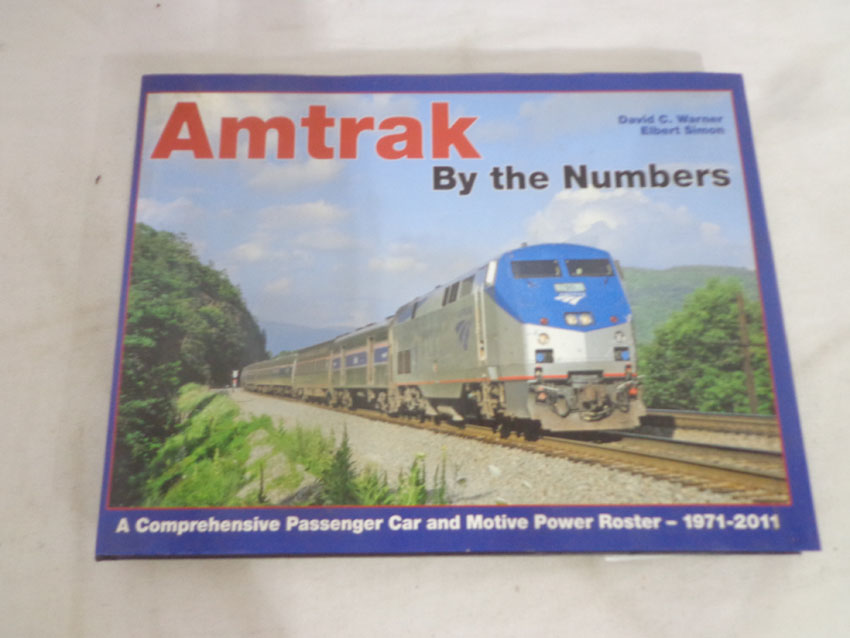 Amtrak
By the Numbers
David C. Warner
Elbert Simon
A Comprehensive Passenger Car and Motive Power Roster – 1971-2011